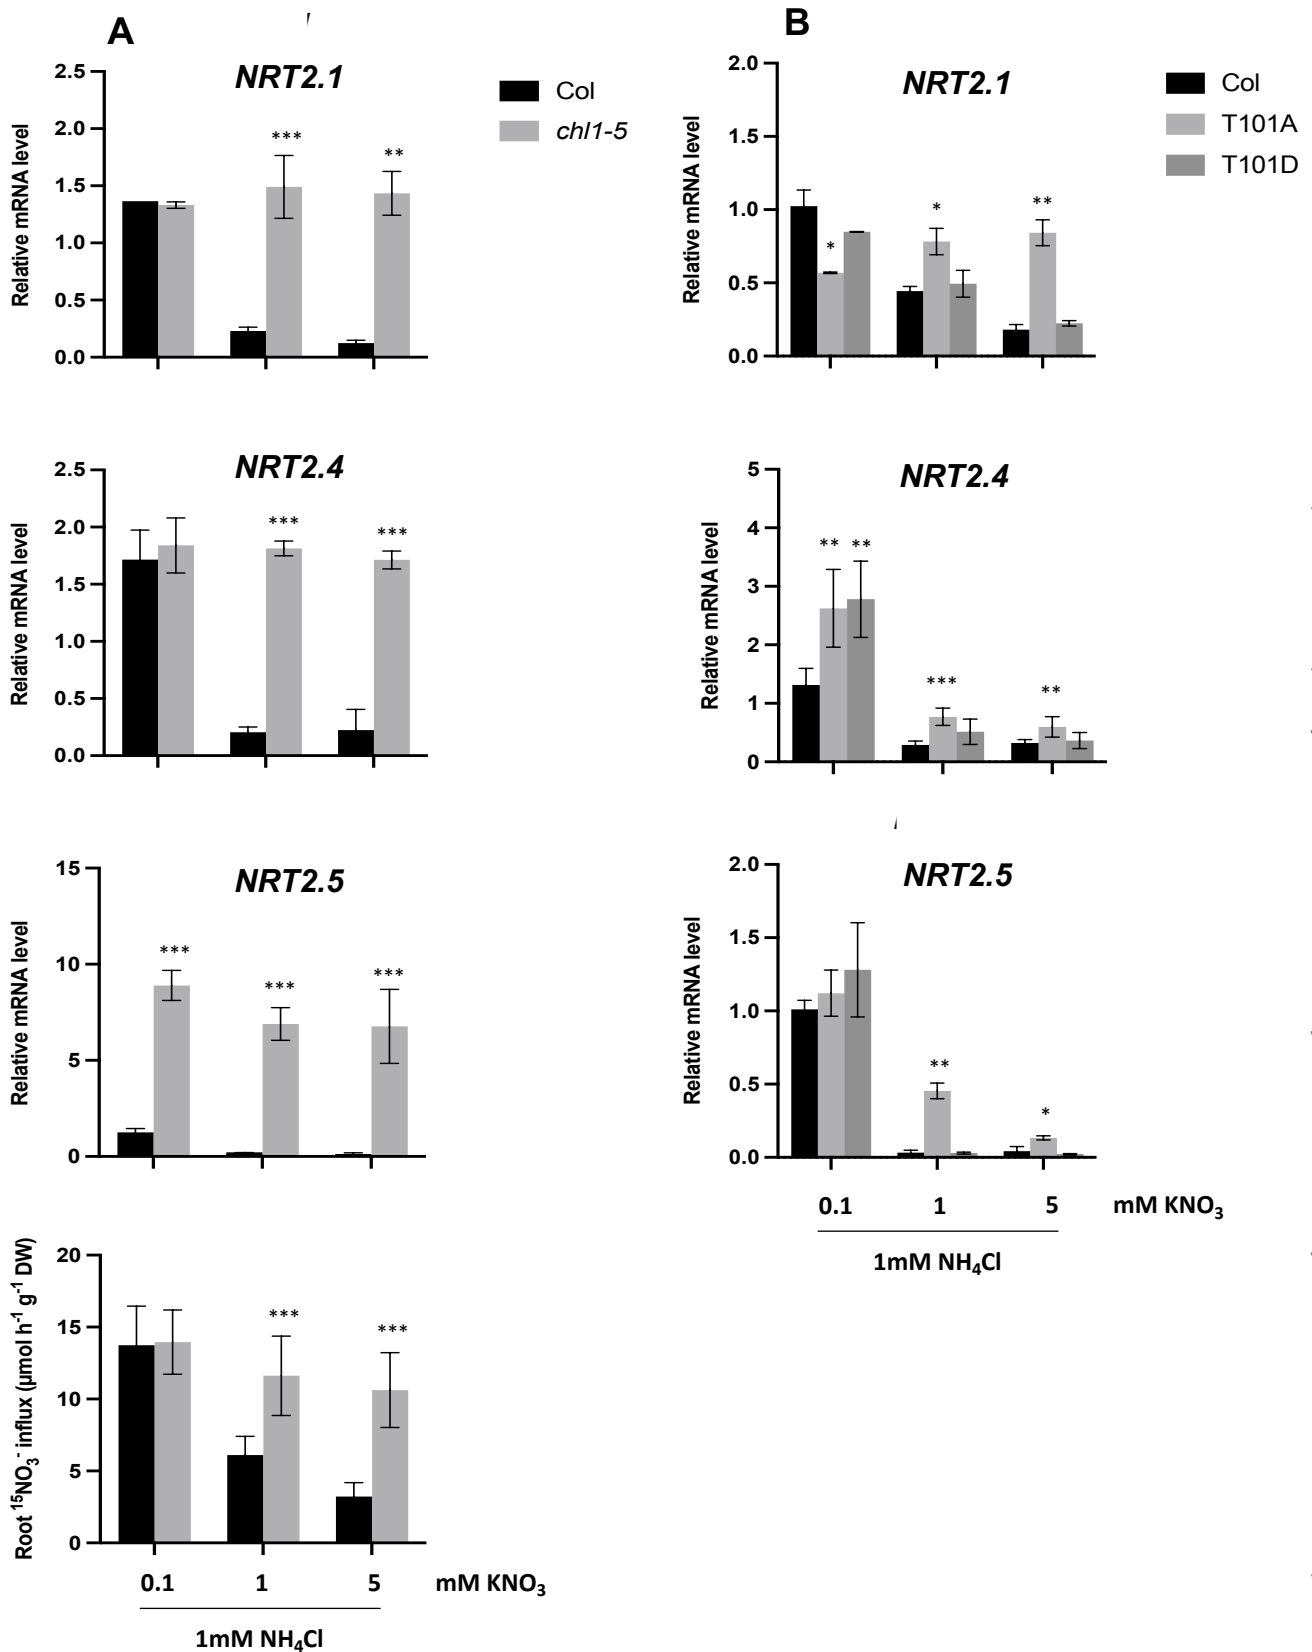 A
NRT2.1
Relative mRNA level
2.5
2.0
1.5
1.0
0.5
0.0
***
**
Col
chl1-5
NRT2.4
Relative mRNA level
2.5
2.0
1.5
1.0
0.5
0.0
***
***
NRT2.5
Relative mRNA level
15
10
5
0
***
***
***
Root ¹⁵NO₃⁻ influx (µmol h⁻¹ g⁻¹ DW)
20
15
10
5
0
***
***
0.1 1 5 mM KNO₃
1mM NH₄Cl
B
NRT2.1
Relative mRNA level
2.0
1.5
1.0
0.5
0.0
*
*
**
Col
T101A
T101D
NRT2.4
Relative mRNA level
5
4
3
2
1
0
** **
***
**
NRT2.5
Relative mRNA level
2.0
1.5
1.0
0.5
0.0
**
*
0.1 1 5 mM KNO₃
1mM NH₄Cl